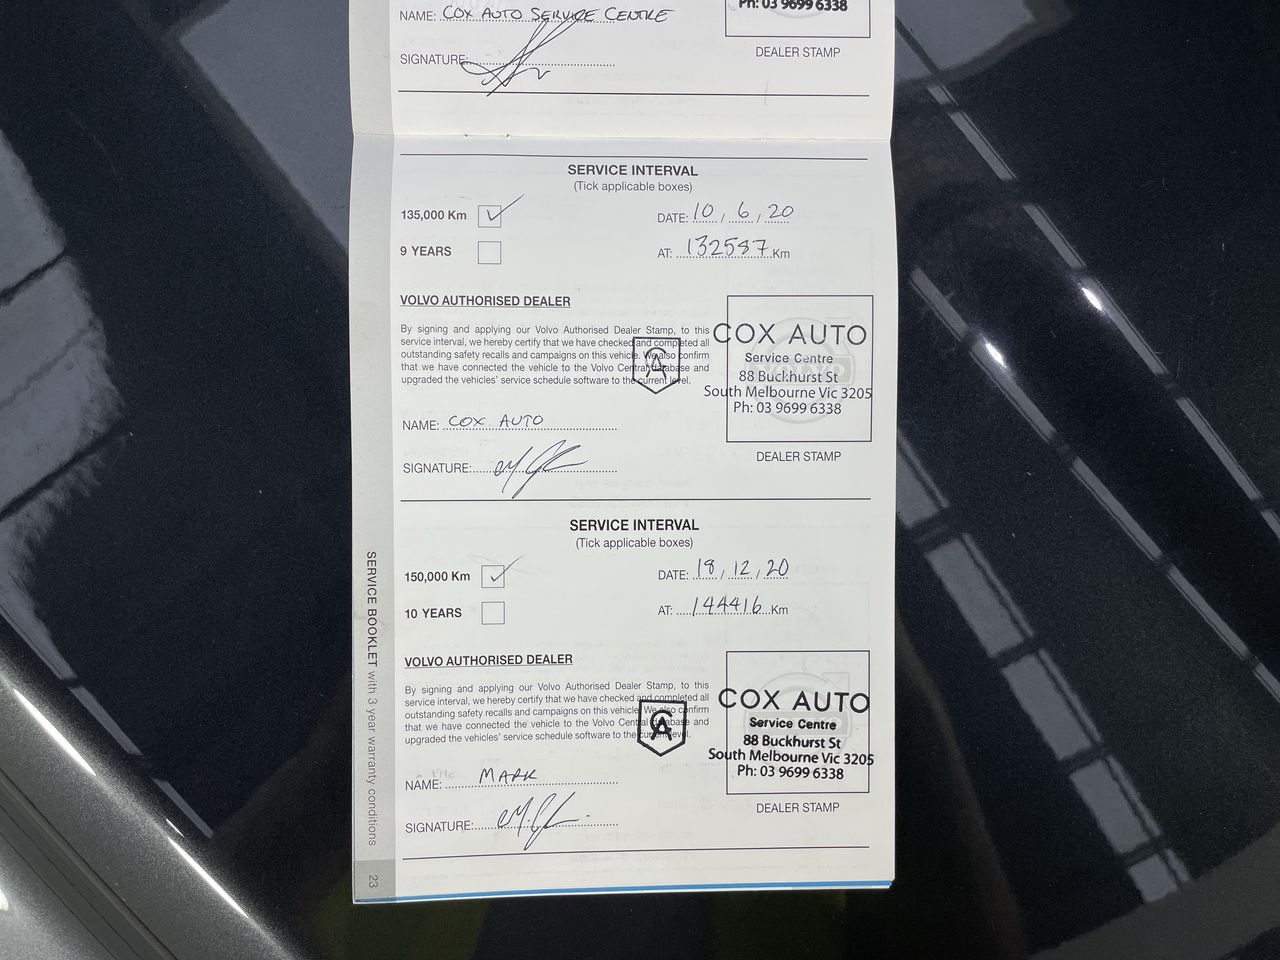 Ph: 03 9699 6338
NAME: COX AUTO SERVICE CENTRE
DEALER STAMP
SIGNATURE:
SERVICE INTERVAL
(Tick applicable boxes)
135,000 Km
DATE: 10 / 6 / 20
9 YEARS
AT: 132587 Km
VOLVO AUTHORISED DEALER
By signing and applying our Volvo Authorised Dealer Stamp, to this
service interval, we hereby certify that we have checked and completed all
outstanding safety recalls and campaigns on this vehicle. We also confirm
that we have connected the vehicle to the Volvo Central database and
upgraded the vehicles' service schedule software to the current level.
COX AUTO
Service Centre
88 Buckhurst St
South Melbourne Vic 3205
Ph: 03 9699 6338
VOLVO
NAME: COX AUTO
SIGNATURE:
DEALER STAMP
SERVICE INTERVAL
(Tick applicable boxes)
150,000 Km
DATE: 18 / 12 / 20
10 YEARS
AT: 144416 Km
VOLVO AUTHORISED DEALER
By signing and applying our Volvo Authorised Dealer Stamp, to this
service interval, we hereby certify that we have checked and completed all
outstanding safety recalls and campaigns on this vehicle. We also confirm
that we have connected the vehicle to the Volvo Central database and
upgraded the vehicles' service schedule software to the current level.
COX AUTO
Service Centre
88 Buckhurst St
South Melbourne Vic 3205
Ph: 03 9699 6338
NAME: MARK
SIGNATURE:
DEALER STAMP
SERVICE BOOKLET with 3 year warranty conditions
23